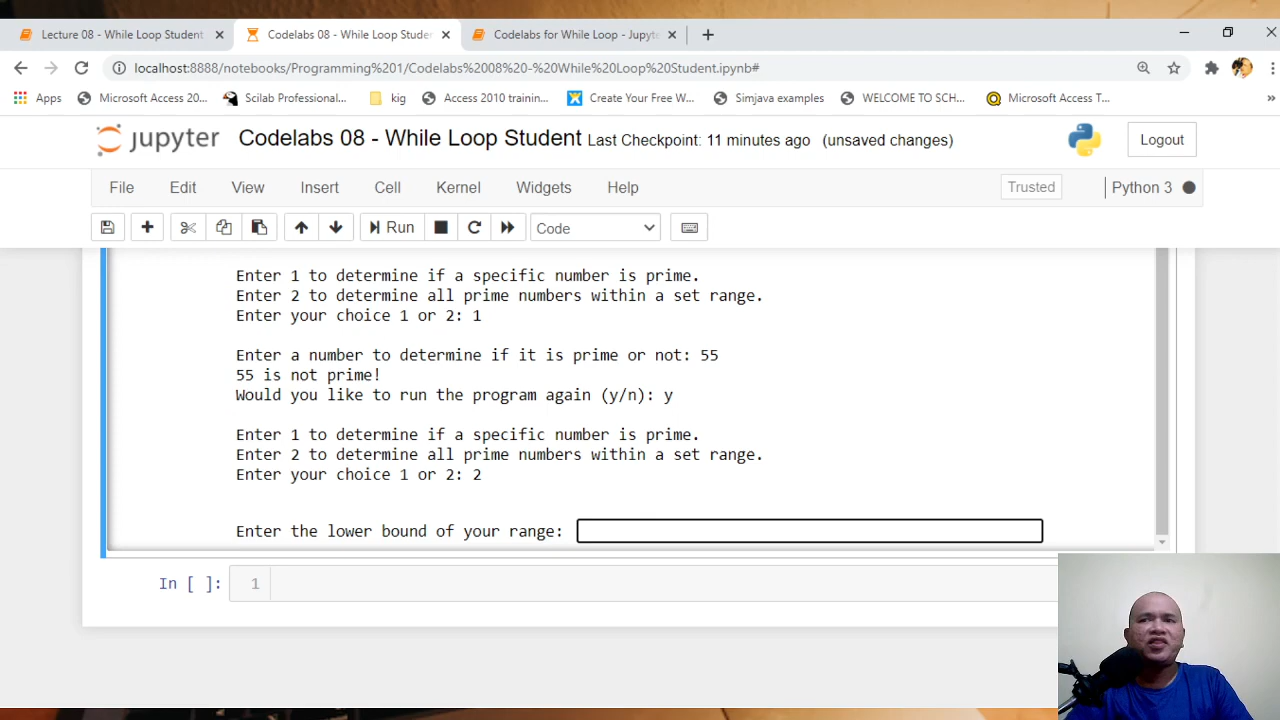 Lecture 08 - While Loop Student
Codelabs 08 - While Loop Studer
Codelabs for While Loop - Jupyte
localhost:8888/notebooks/Programming%201/Codelabs%2008%20-%20While%20Loop%20Student.ipynb#
Apps
Microsoft Access 20...
Scilab Professional...
kig
Access 2010 training...
Create Your Free W...
Simjava examples
WELCOME TO SCH...
Microsoft Access T...
jupyter
Codelabs 08 - While Loop Student Last Checkpoint: 11 minutes ago (unsaved changes)
Logout
File Edit View Insert Cell Kernel Widgets Help
Trusted
Python 3
Run
Code
Enter 1 to determine if a specific number is prime.
Enter 2 to determine all prime numbers within a set range.
Enter your choice 1 or 2: 1
Enter a number to determine if it is prime or not: 55
55 is not prime!
Would you like to run the program again (y/n): y
Enter 1 to determine if a specific number is prime.
Enter 2 to determine all prime numbers within a set range.
Enter your choice 1 or 2: 2
Enter the lower bound of your range:
In [ ]: 1